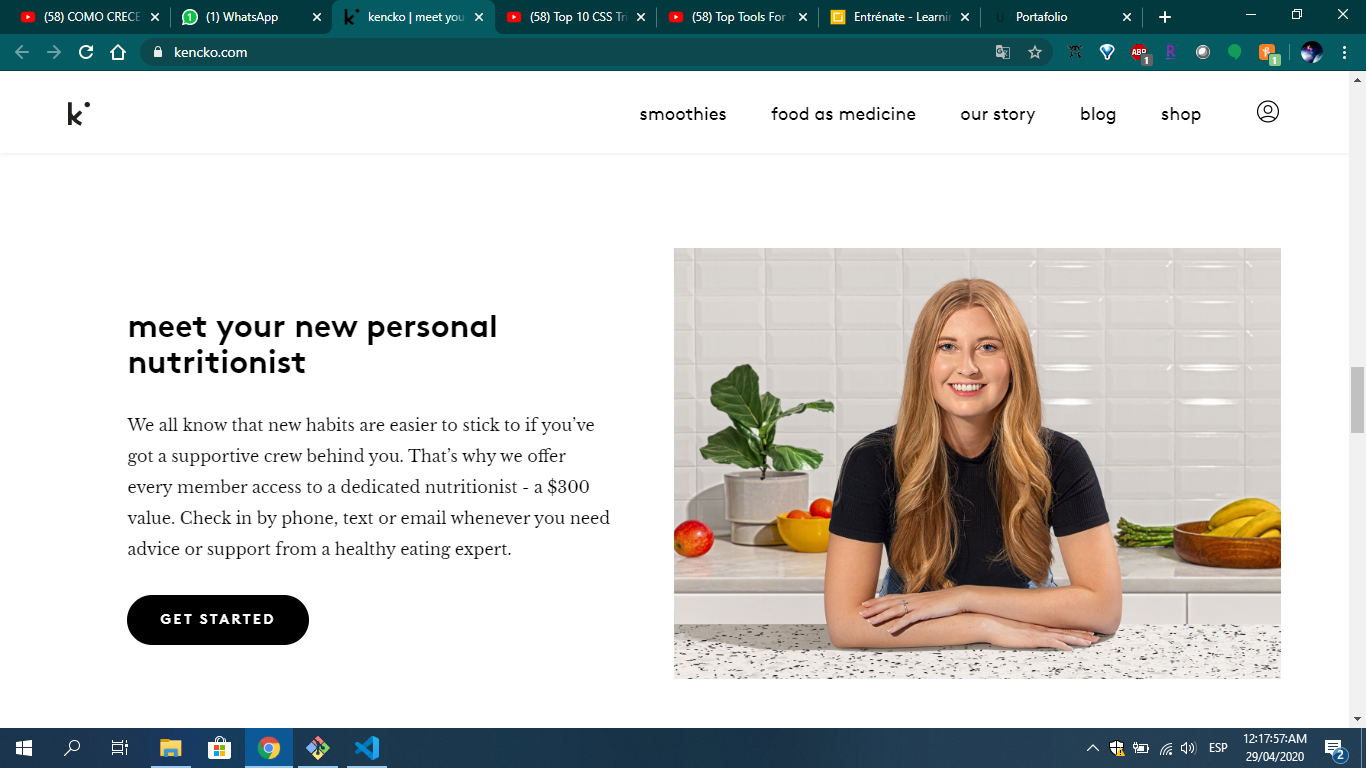 (58) COMO CRECE
(1) WhatsApp
kencko | meet you
(58) Top 10 CSS Tri
(58) Top Tools For
Entrénate - Learnin
U
Portafolio
kencko.com
ABP
1
R
1
k
smoothies
food as medicine
our story
blog
shop
meet your new personal
nutritionist
We all know that new habits are easier to stick to if you’ve
got a supportive crew behind you. That’s why we offer
every member access to a dedicated nutritionist - a $300
value. Check in by phone, text or email whenever you need
advice or support from a healthy eating expert.
GET STARTED
ESP
12:17:57:AM
29/04/2020
2